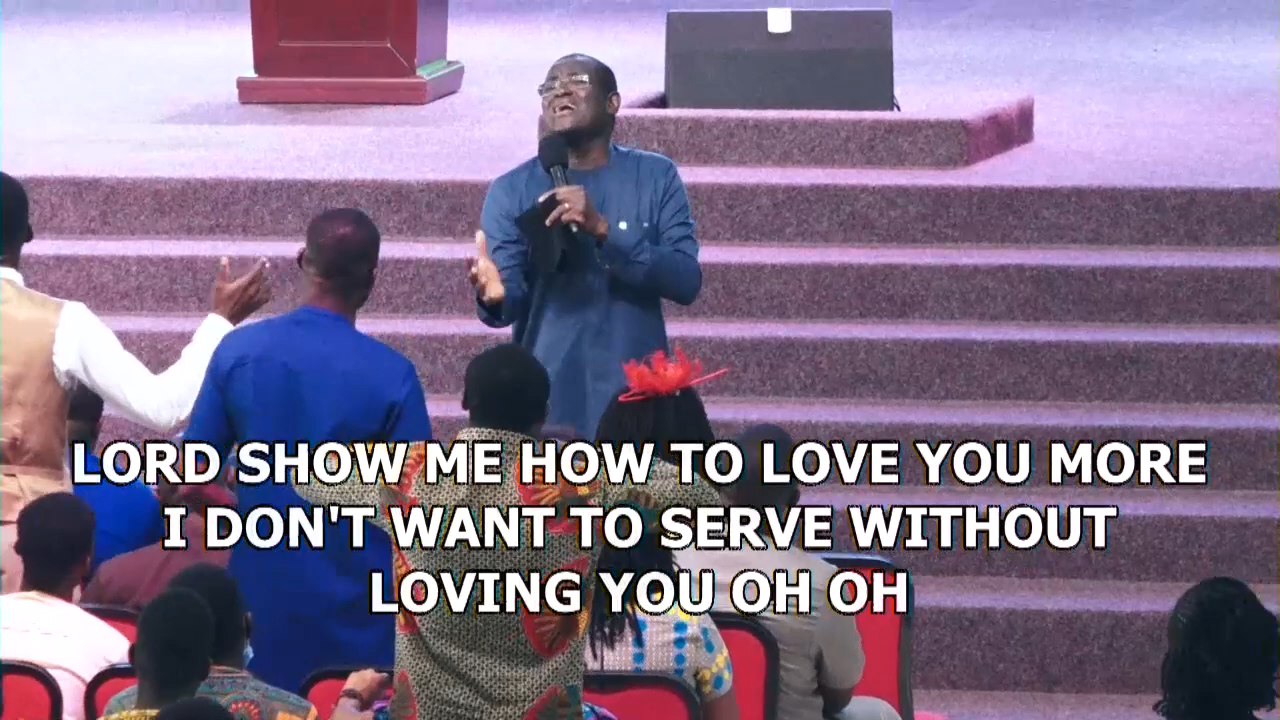 LORD SHOW ME HOW TO LOVE YOU MORE
I DON'T WANT TO SERVE WITHOUT
LOVING YOU OH OH